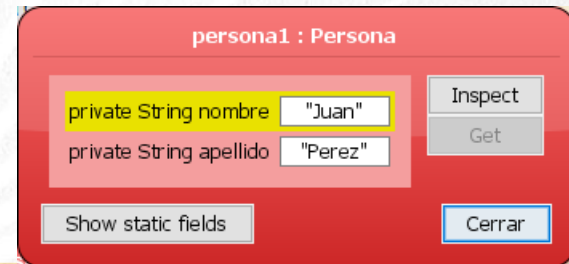 persona1 : Persona
private String nombre "Juan"
Inspect
private String apellido "Perez"
Get
Show static fields
Cerrar